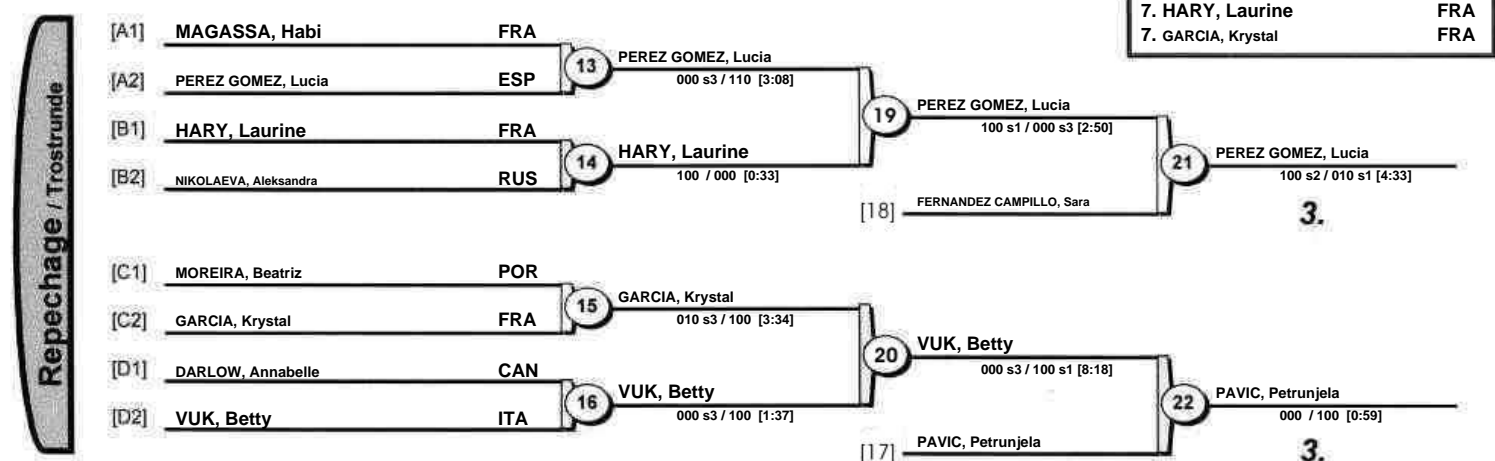 7. HARY, Laurine FRA
7. GARCIA, Krystal FRA
Repechage / Trostrunde
[A1] MAGASSA, Habi FRA
13 PEREZ GOMEZ, Lucia
000 s3 / 110 [3:08]
[A2] PEREZ GOMEZ, Lucia ESP
19 PEREZ GOMEZ, Lucia
100 s1 / 000 s3 [2:50]
[B1] HARY, Laurine FRA
14 HARY, Laurine
100 / 000 [0:33]
[B2] NIKOLAEVA, Aleksandra RUS
21 PEREZ GOMEZ, Lucia
100 s2 / 010 s1 [4:33]
[18] FERNANDEZ CAMPILLO, Sara
3.
[C1] MOREIRA, Beatriz POR
15 GARCIA, Krystal
010 s3 / 100 [3:34]
[C2] GARCIA, Krystal FRA
20 VUK, Betty
000 s3 / 100 s1 [8:18]
[D1] DARLOW, Annabelle CAN
16 VUK, Betty
000 s3 / 100 [1:37]
[D2] VUK, Betty ITA
22 PAVIC, Petrunjela
000 / 100 [0:59]
[17] PAVIC, Petrunjela
3.